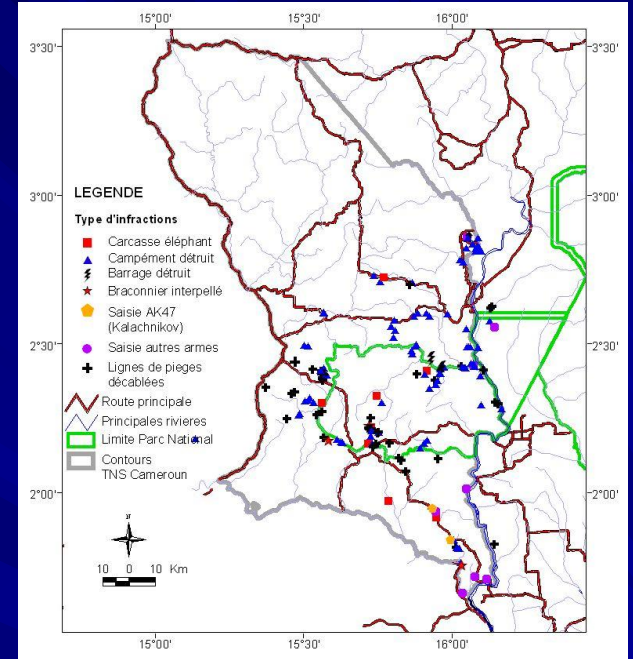 15°00' 15°30' 16°00'
3°30' 3°30'
3°00' 3°00'
LEGENDE
Type d'infractions
Carcasse éléphant
Campément détruit
Barrage détruit
Braconnier interpellé
Saisie AK47
(Kalachnikov)
Saisie autres armes
Lignes de pieges
décablées
2°30' 2°30'
Route principale
Principales rivieres
Limite Parc National
Contours
TNS Cameroun
2°00' 2°00'
10 0 10 Km
15°00' 15°30' 16°00'